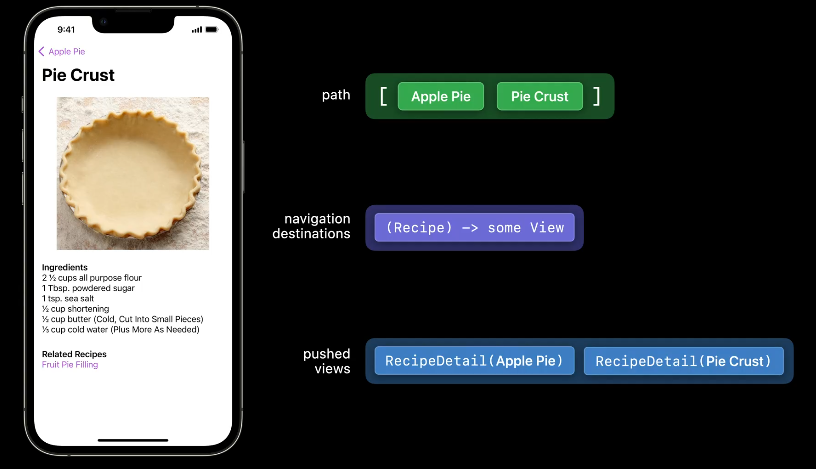 9:41
Apple Pie
Pie Crust
Ingredients
2 ½ cups all purpose flour
1 Tbsp. powdered sugar
1 tsp. sea salt
½ cup shortening
½ cup butter (Cold, Cut Into Small Pieces)
⅓ cup cold water (Plus More As Needed)
Related Recipes
Fruit Pie Filling
path
[ Apple Pie Pie Crust ]
navigation
destinations
(Recipe) -> some View
pushed
views
RecipeDetail(Apple Pie) RecipeDetail(Pie Crust)